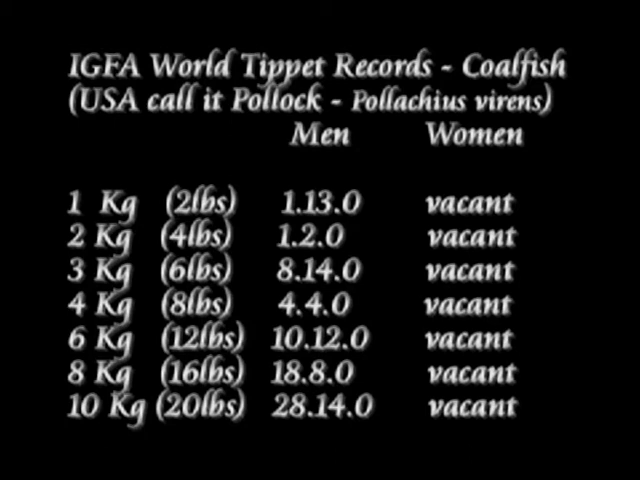 IGFA World Tippet Records - Coalfish
(USA call it Pollock - Pollachius virens)
Men Women
1 Kg (2lbs) 1.13.0 vacant
2 Kg (4lbs) 1.2.0 vacant
3 Kg (6lbs) 8.14.0 vacant
4 Kg (8lbs) 4.4.0 vacant
6 Kg (12lbs) 10.12.0 vacant
8 Kg (16lbs) 18.8.0 vacant
10 Kg (20lbs) 28.14.0 vacant